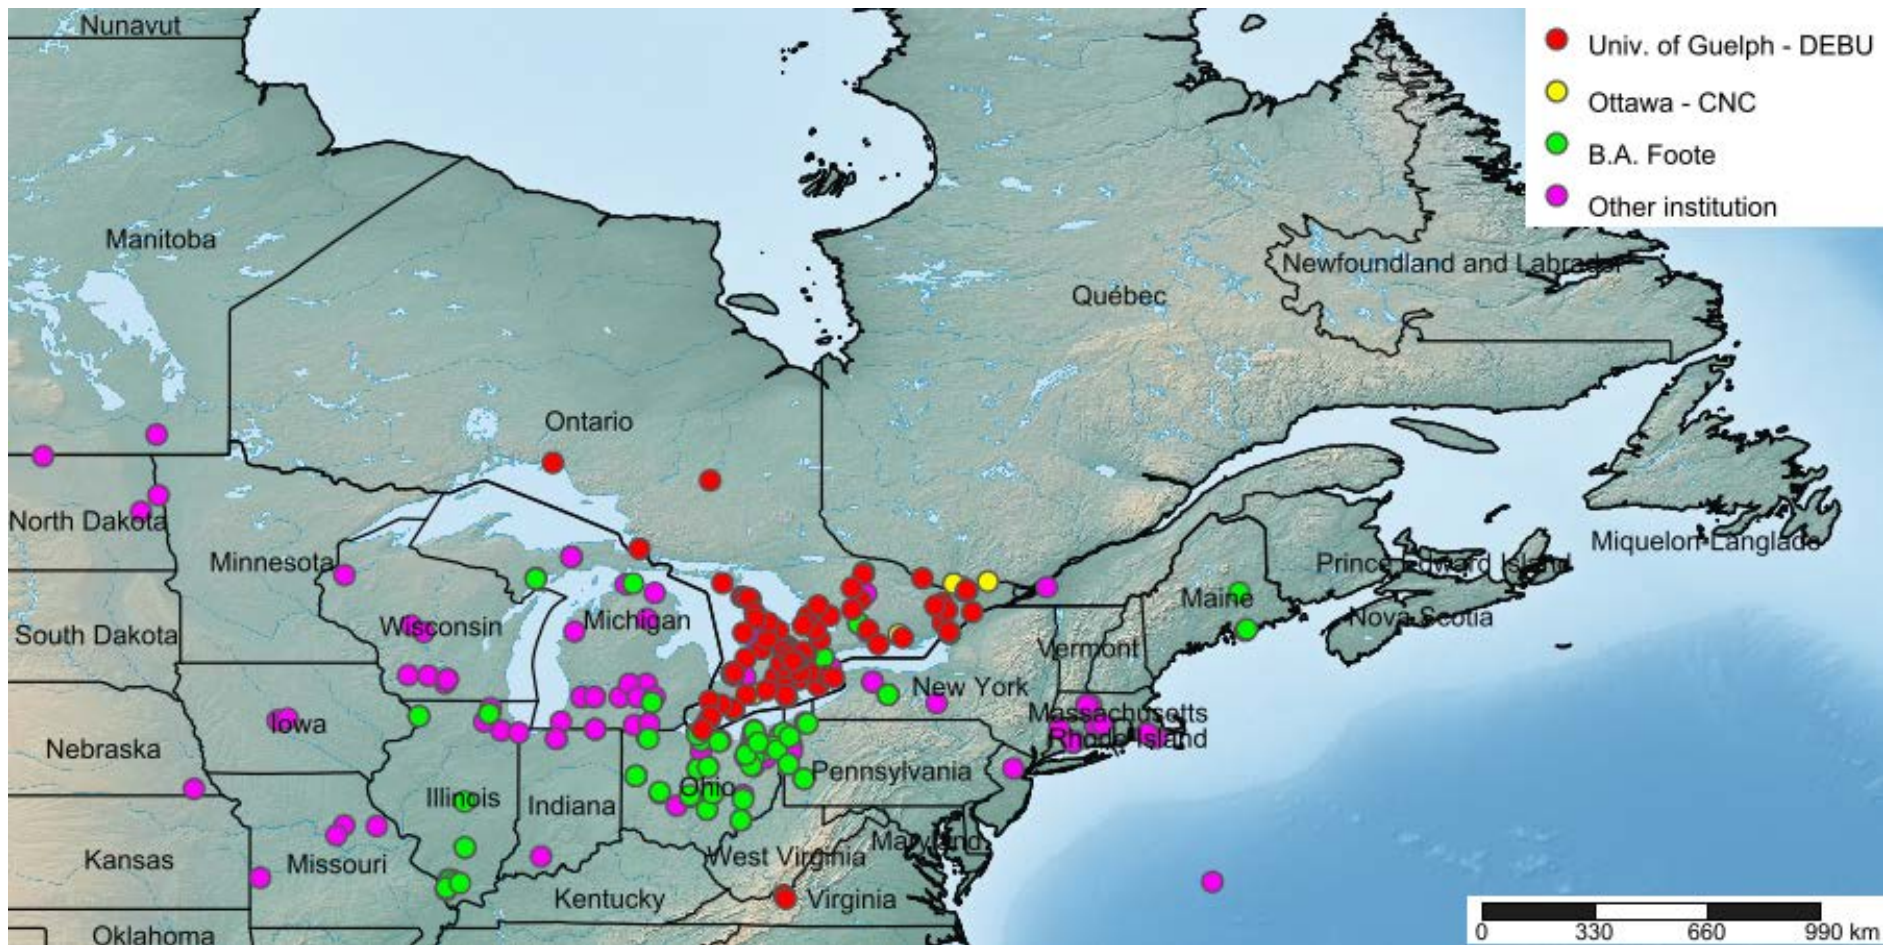 Nunavut
Univ. of Guelph - DEBU
Ottawa - CNC
B.A. Foote
Other institution
Manitoba
Newfoundland and Labrador
Québec
Ontario
North Dakota
Minnesota
Miquelon-Langlade
Prince Edward Island
Maine
Nova Scotia
South Dakota
Wisconsin
Michigan
Vermont
New York
Massachusetts
Iowa
Rhode Island
Nebraska
Pennsylvania
Ohio
Illinois
Indiana
Maryland
Kansas
Missouri
West Virginia
Kentucky
Virginia
Oklahoma
0 330 660 990 km